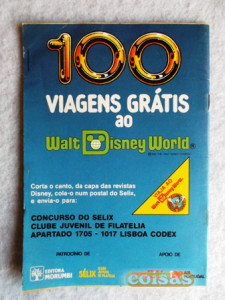 100
VIAGENS GRÁTIS
ao
Walt Disney World
Corta o canto, da capa das revistas
Disney, cola-o num postal do Selix,
e envia-o para:
CONCURSO DO SELIX
CLUBE JUVENIL DE FILATELIA
APARTADO 1705 - 1017 LISBOA CODEX
PATROCÍNIO DE
APOIO DE
EDITORA
MORUMBI
SÉLIX
coisas